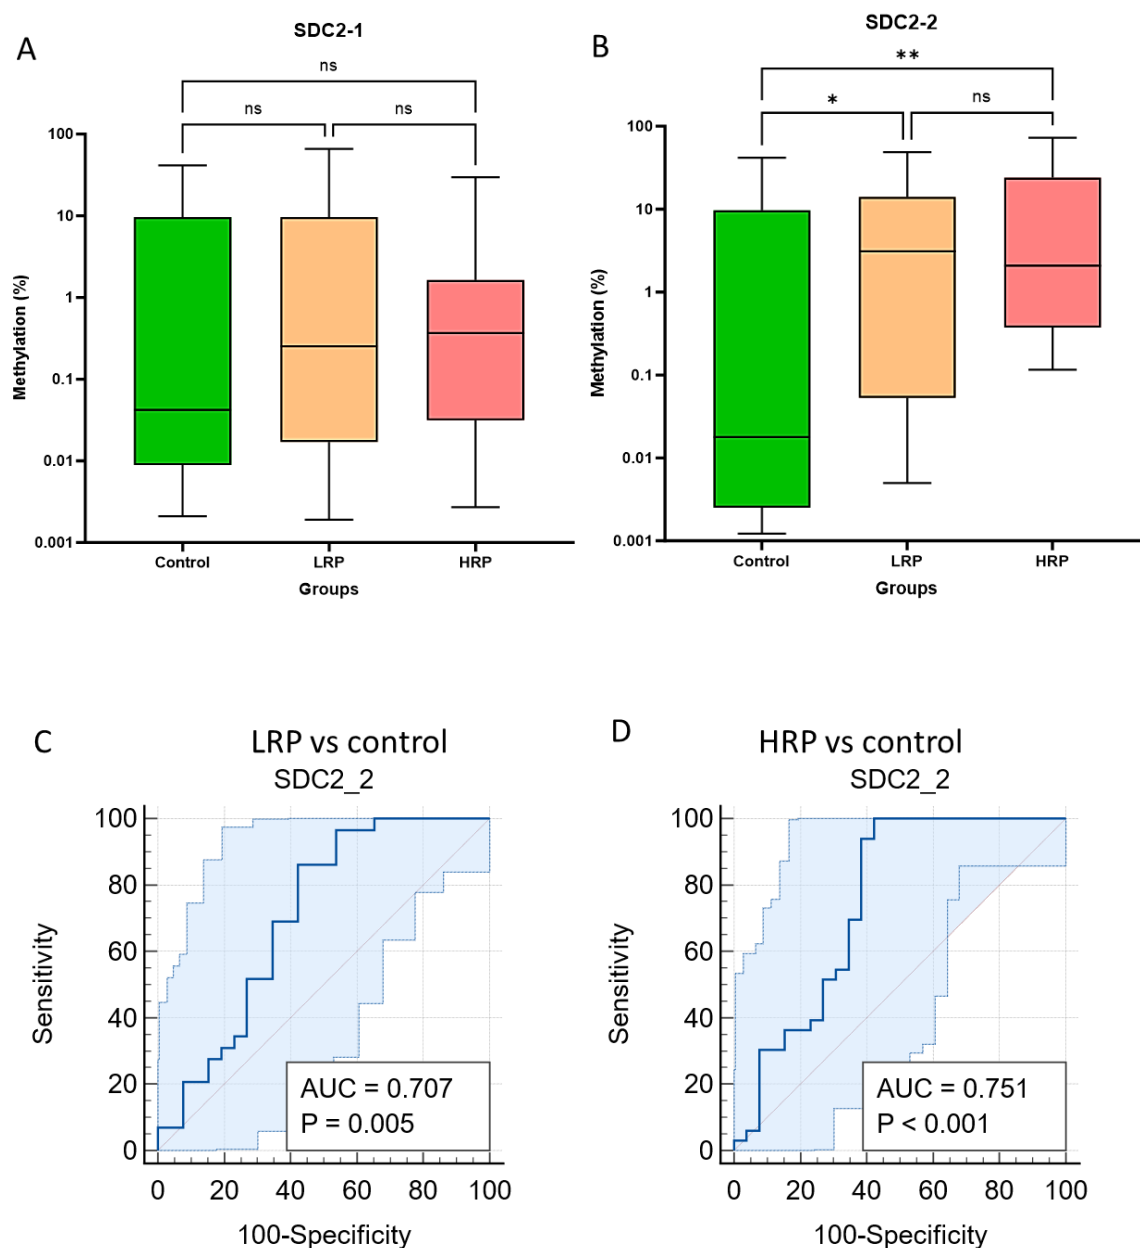 A
SDC2-1
ns
ns
ns
Methylation (%)
100
10
1
0.1
0.01
0.001
Control
LRP
HRP
Groups
B
SDC2-2
**
*
ns
Methylation (%)
100
10
1
0.1
0.01
0.001
Control
LRP
HRP
Groups
C
LRP vs control
SDC2_2
Sensitivity
100
80
60
40
20
0
AUC = 0.707
P = 0.005
0
20
40
60
80
100
100-Specificity
D
HRP vs control
SDC2_2
Sensitivity
100
80
60
40
20
0
AUC = 0.751
P < 0.001
0
20
40
60
80
100
100-Specificity